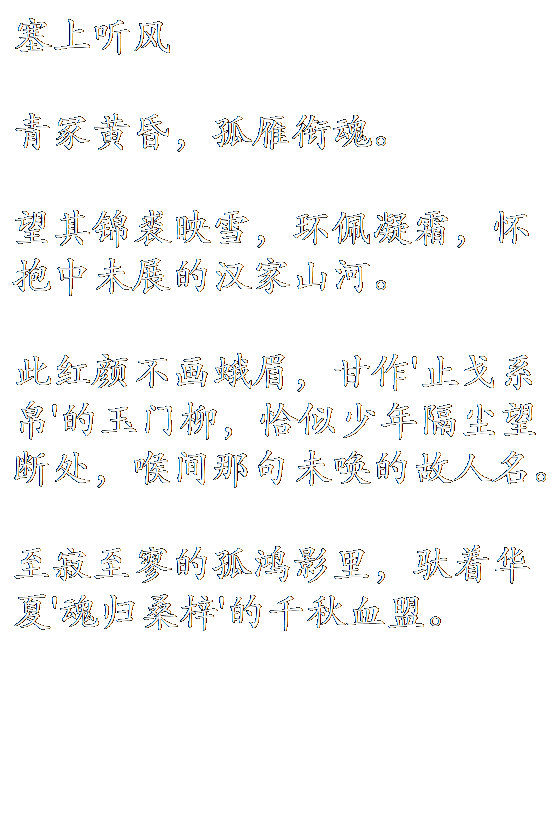 塞上听风
青冢黄昏，孤雁衔魂。
望其锦裘映雪，环佩凝霜，怀
抱中未展的汉家山河。
此红颜不画蛾眉，甘作'止戈系
帛'的玉门柳，恰似少年隔尘望
断处，喉间那句未唤的故人名。
至寂至寥的孤鸿影里，驮着华
夏'魂归桑梓'的千秋血盟。